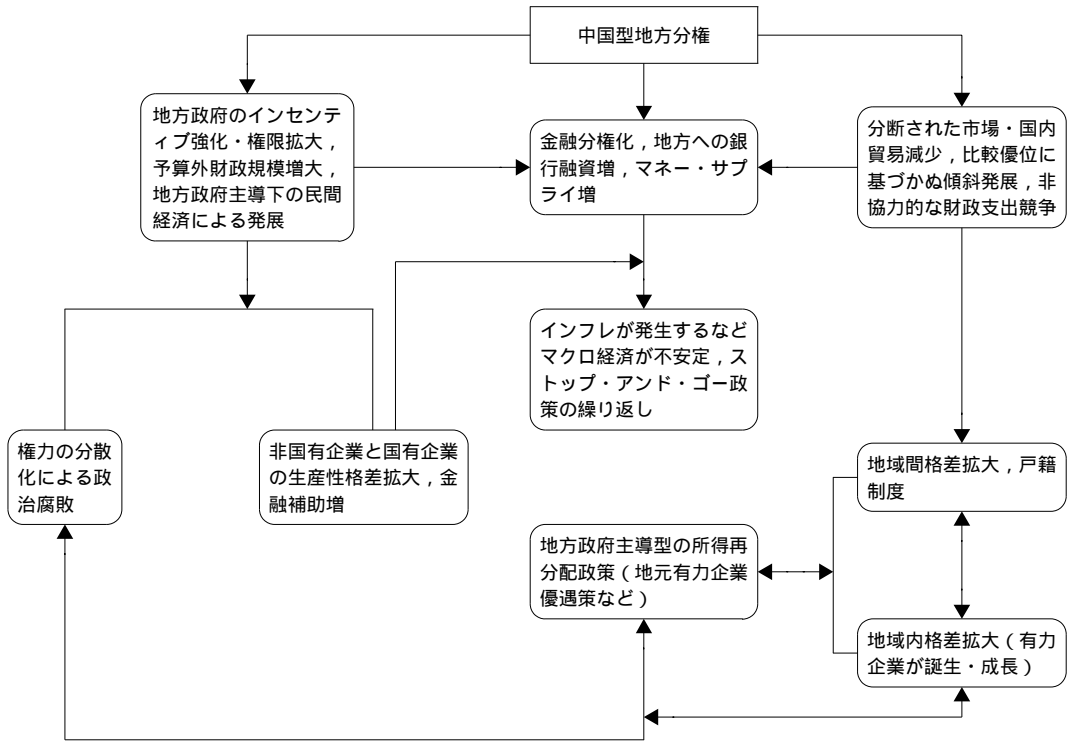 中国型地方分権
地方政府のインセンテ
ィブ強化・権限拡大，
予算外財政規模増大，
地方政府主導下の民間
経済による発展
金融分権化，地方への銀
行融資増，マネー・サプ
ライ増
分断された市場・国内
貿易減少，比較優位に
基づかぬ傾斜発展，非
協力的な財政支出競争
インフレが発生するなど
マクロ経済が不安定，ス
トップ・アンド・ゴー政
策の繰り返し
権力の分散
化による政
治腐敗
非国有企業と国有企業
の生産性格差拡大，金
融補助増
地域間格差拡大，戸籍
制度
地方政府主導型の所得再
分配政策（地元有力企業
優遇策など）
地域内格差拡大（有力
企業が誕生・成長）